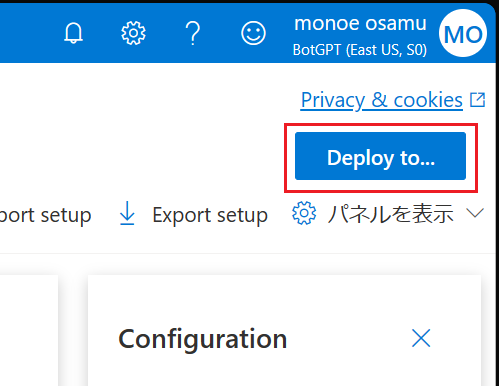 monoe osamu
BotGPT (East US, S0)
MO
Privacy & cookies
Deploy to...
port setup
Export setup
パネルを表示
Configuration